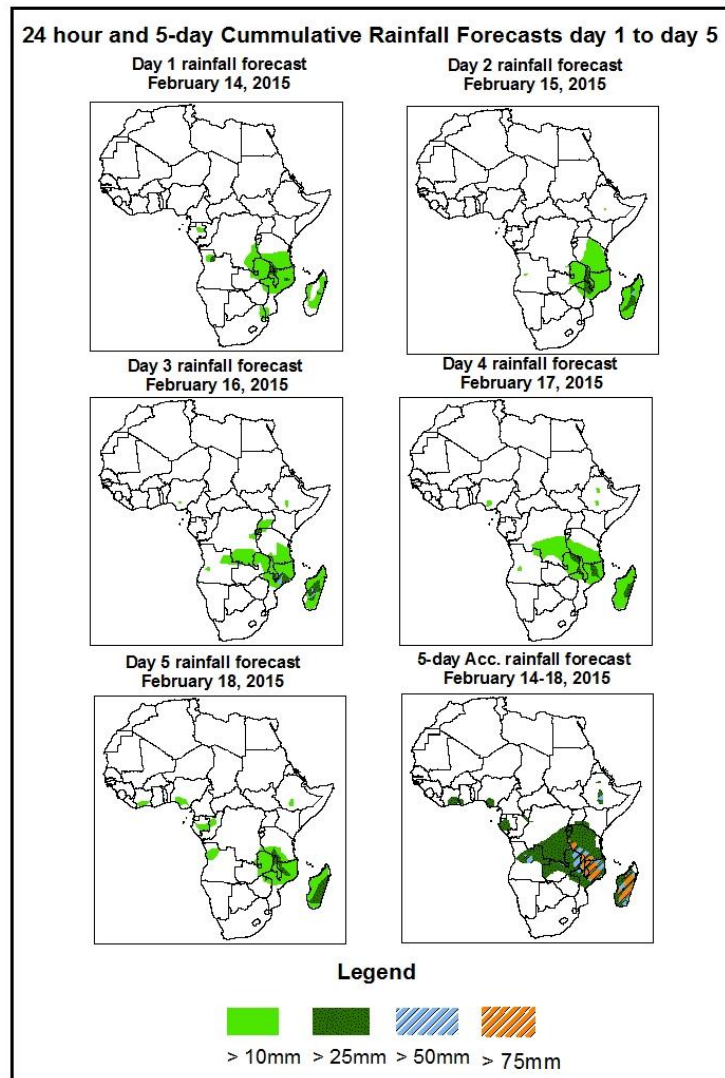 24 hour and 5-day Cummulative Rainfall Forecasts day 1 to day 5
Day 1 rainfall forecast
February 14, 2015
Day 2 rainfall forecast
February 15, 2015
Day 3 rainfall forecast
February 16, 2015
Day 4 rainfall forecast
February 17, 2015
Day 5 rainfall forecast
February 18, 2015
5-day Acc. rainfall forecast
February 14-18, 2015
Legend
> 10mm > 25mm > 50mm > 75mm